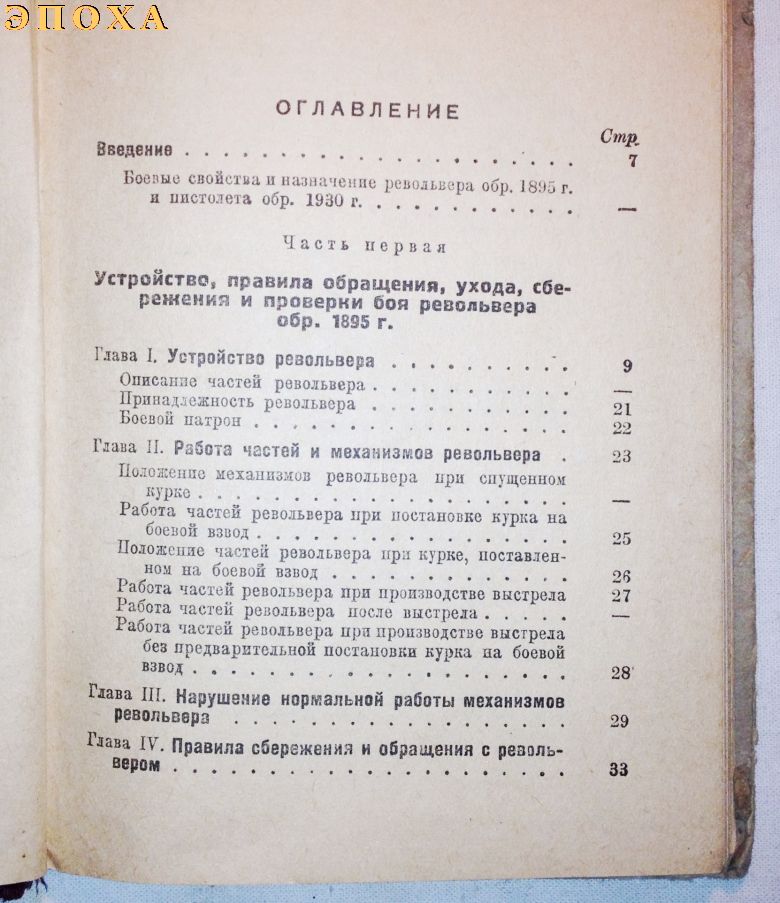 ЭПОХА
ОГЛАВЛЕНИЕ
Стр.
Введение . . . . . . . . . . . . . . . . . . . . 7
Боевые свойства и назначение револьвера обр. 1895 г.
и пистолета обр. 1930 г. . . . . . . . . . . . —
Часть первая
Устройство, правила обращения, ухода, сбе-
режения и проверки боя револьвера
обр. 1895 г.
Глава I. Устройство револьвера . . . . . . . . . 9
Описание частей револьвера . . . . . . . . . . —
Принадлежность револьвера . . . . . . . . . . 21
Боевой патрон . . . . . . . . . . . . . . . . 22
Глава II. Работа частей и механизмов револьвера . 23
Положение механизмов револьвера при спущенном
курке . . . . . . . . . . . . . . . . . . —
Работа частей револьвера при постановке курка на
боевой взвод . . . . . . . . . . . . . . . 25
Положение частей револьвера при курке, поставлен-
ном на боевой взвод . . . . . . . . . . . . 26
Работа частей револьвера при производстве выстрела 27
Работа частей револьвера после выстрела . . . . . —
Работа частей револьвера при производстве выстрела
без предварительной постановки курка на боевой
взвод . . . . . . . . . . . . . . . . . . 28
Глава III. Нарушение нормальной работы механизмов
револьвера . . . . . . . . . . . . . . . . 29
Глава IV. Правила сбережения и обращения с револь-
вером . . . . . . . . . . . . . . . . . . . 33